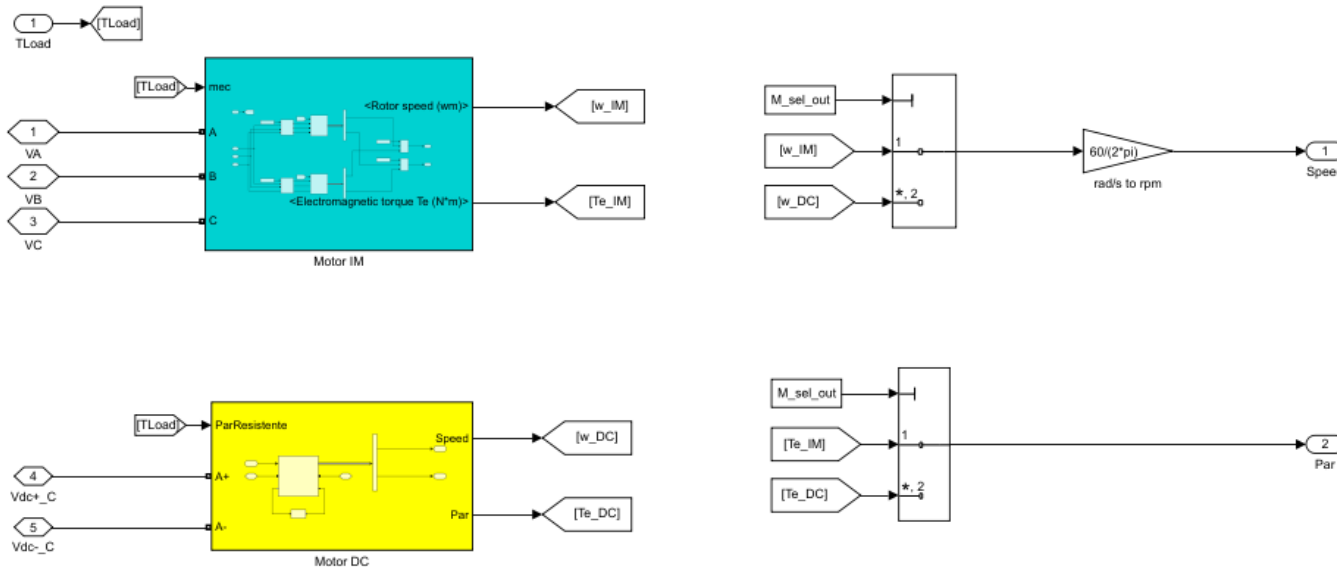 1
TLoad
[TLoad]
[TLoad]
mec
<Rotor speed (wm)>
[w_IM]
1
VA
A
2
VB
B
<Electromagnetic torque Te (N*m)>
[Te_IM]
3
VC
C
Motor IM
M_sel_out
[w_IM]
1
[w_DC]
*, 2
60/(2*pi)
rad/s to rpm
1
Speed
[TLoad]
ParResistente
Speed
[w_DC]
4
Vdc+_C
A+
Par
[Te_DC]
5
Vdc-_C
A-
Motor DC
M_sel_out
[Te_IM]
1
[Te_DC]
*, 2
2
Par